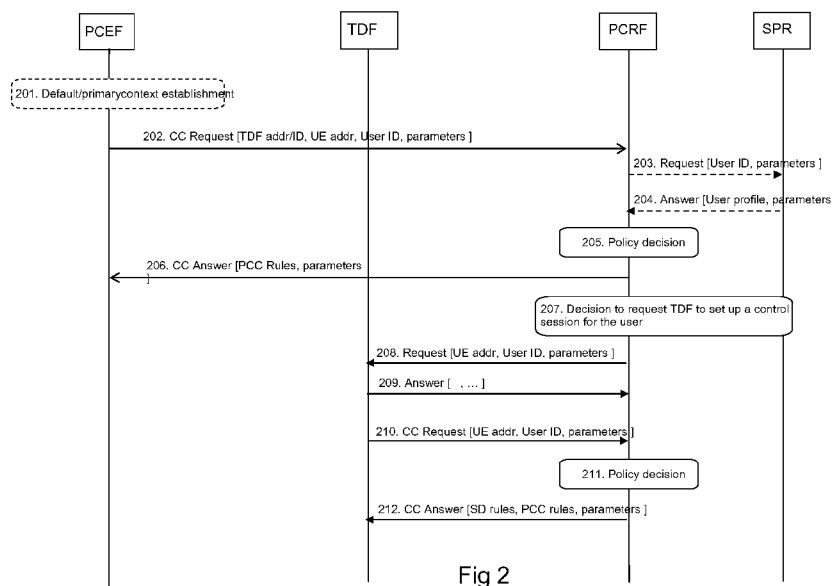 PCEF
TDF
PCRF
SPR
201. Default/primarycontext establishment
202. CC Request [TDF addr/ID, UE addr, User ID, parameters ]
203. Request [User ID, parameters ]
204. Answer [User profile, parameters
205. Policy decision
206. CC Answer [PCC Rules, parameters
]
207. Decision to request TDF to set up a control
session for the user
208. Request [UE addr, User ID, parameters ]
209. Answer [ , ... ]
210. CC Request [UE addr, User ID, parameters ]
211. Policy decision
212. CC Answer [SD rules, PCC rules, parameters ]
Fig 2